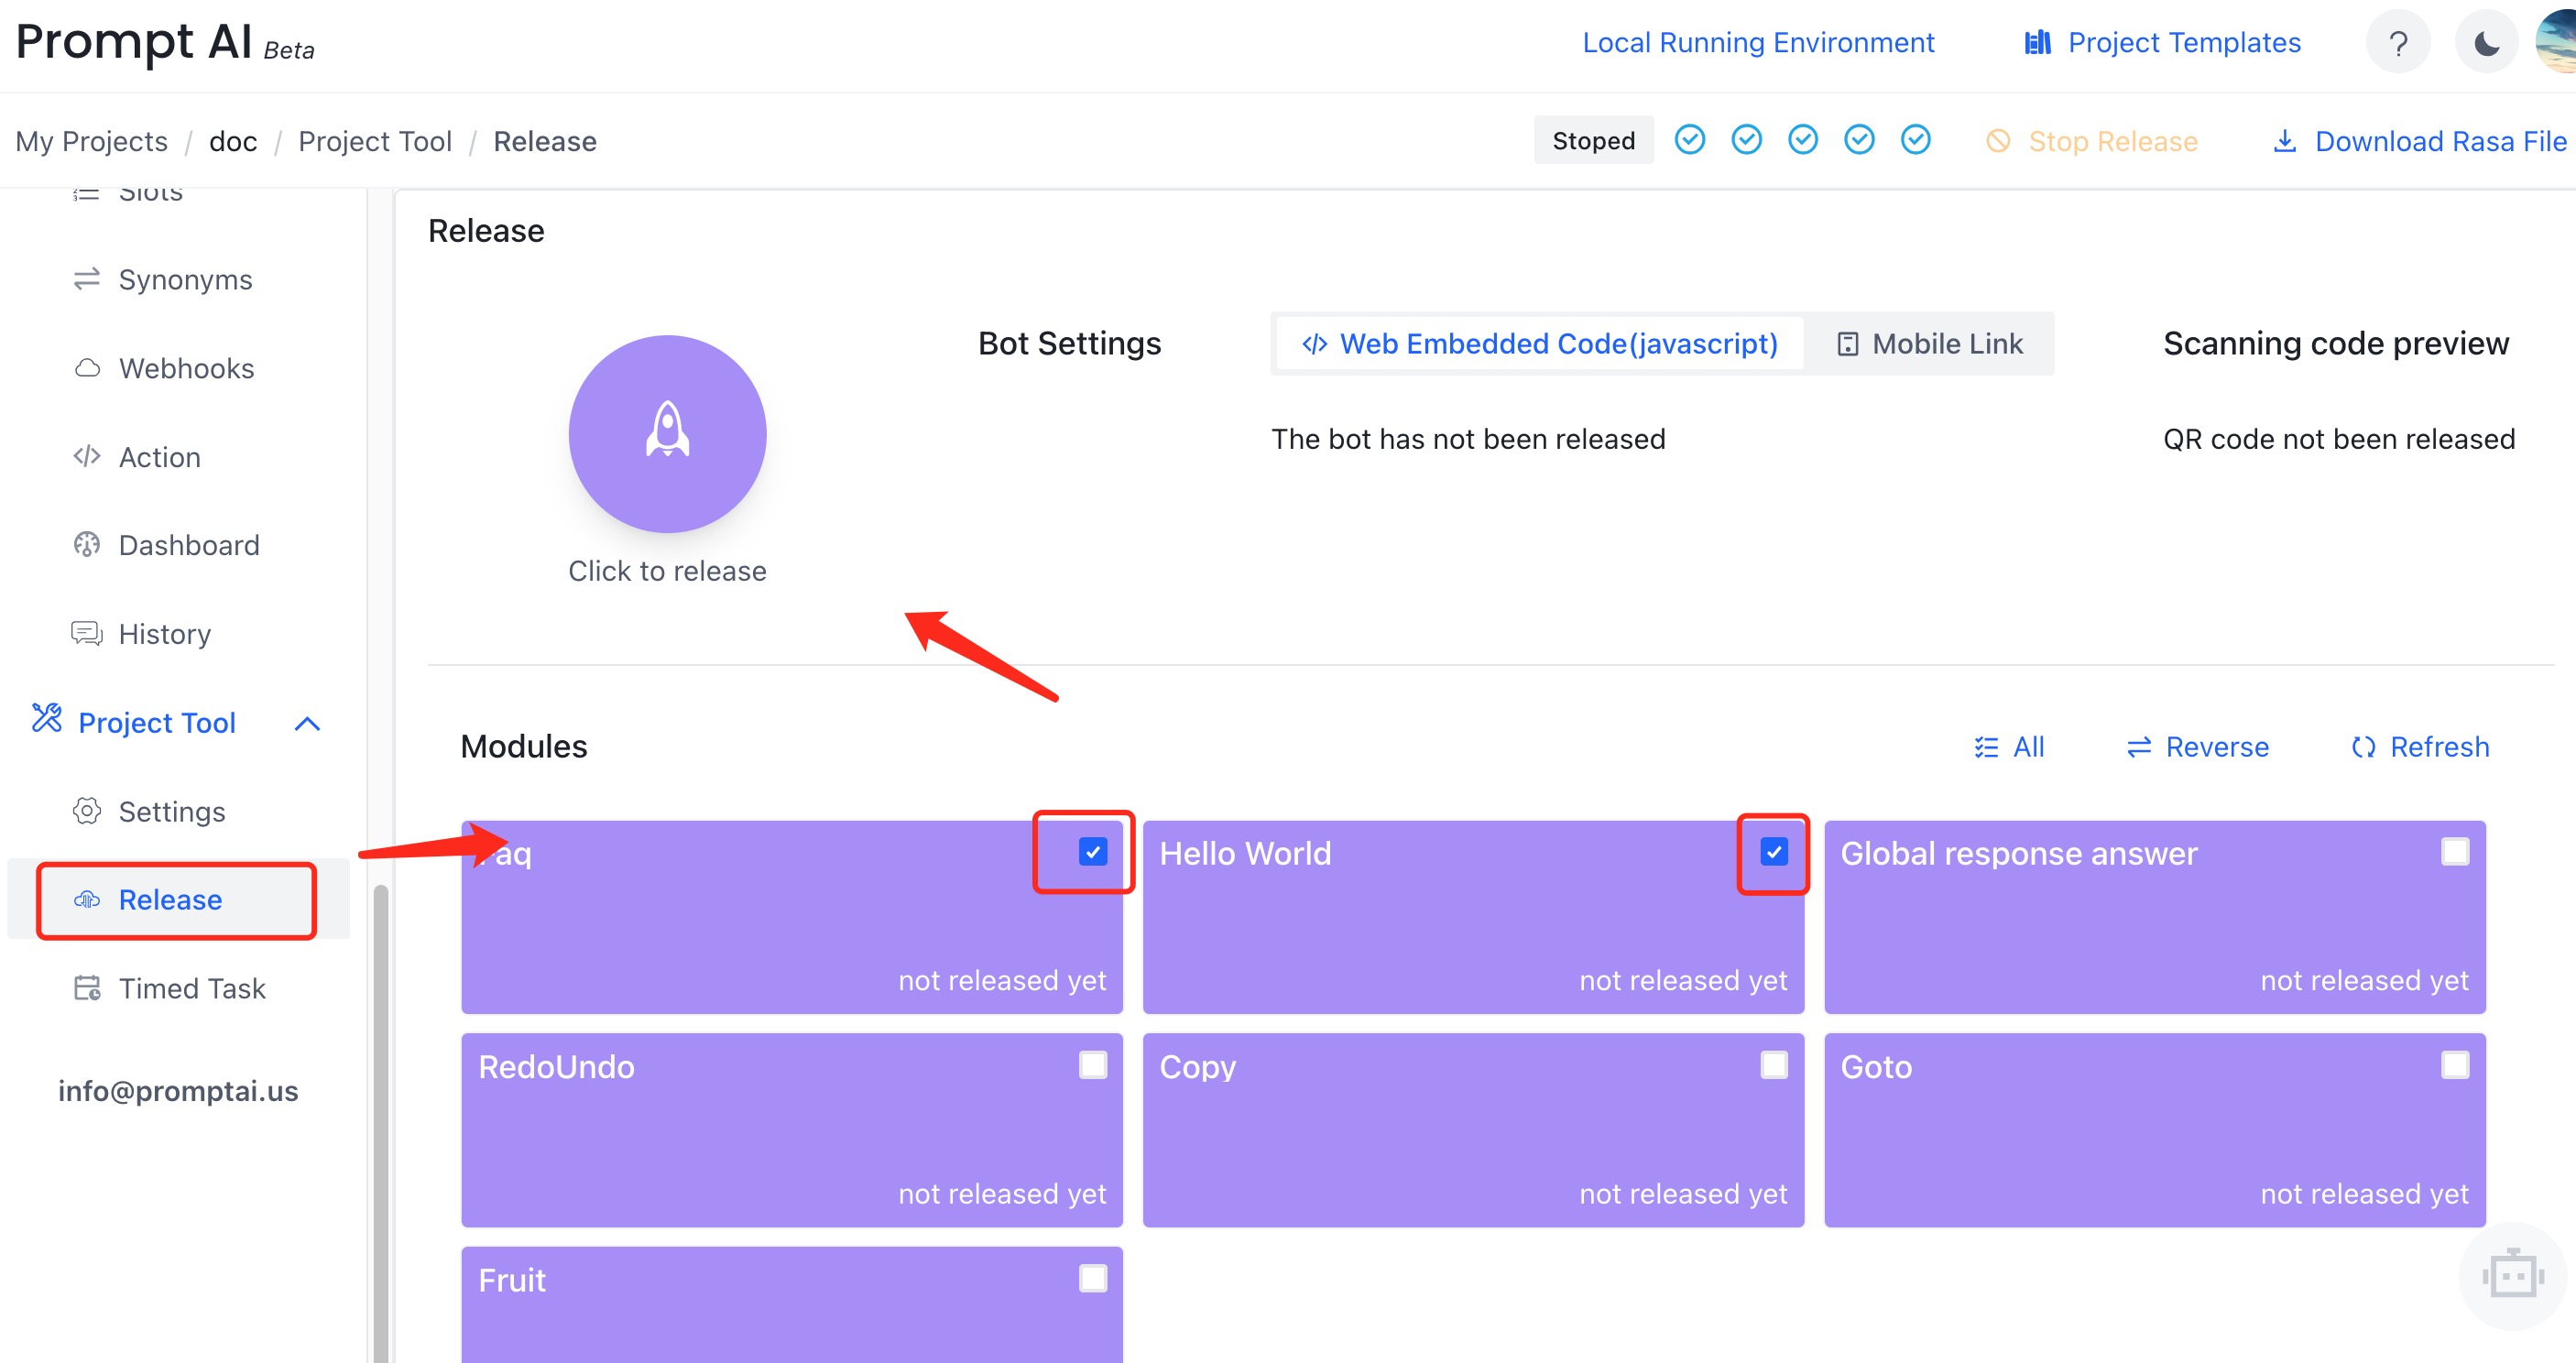 Prompt AI Beta
Local Running Environment
Project Templates
?
My Projects / doc / Project Tool / Release
Stoped
Stop Release
Download Rasa File
Slots
Synonyms
Webhooks
Action
Dashboard
History
Project Tool
Settings
Release
Timed Task
info@promptai.us
Release
Click to release
Bot Settings
</> Web Embedded Code(javascript)
Mobile Link
The bot has not been released
Scanning code preview
QR code not been released
Modules
All
Reverse
Refresh
Faq
not released yet
Hello World
not released yet
Global response answer
not released yet
RedoUndo
not released yet
Copy
not released yet
Goto
not released yet
Fruit